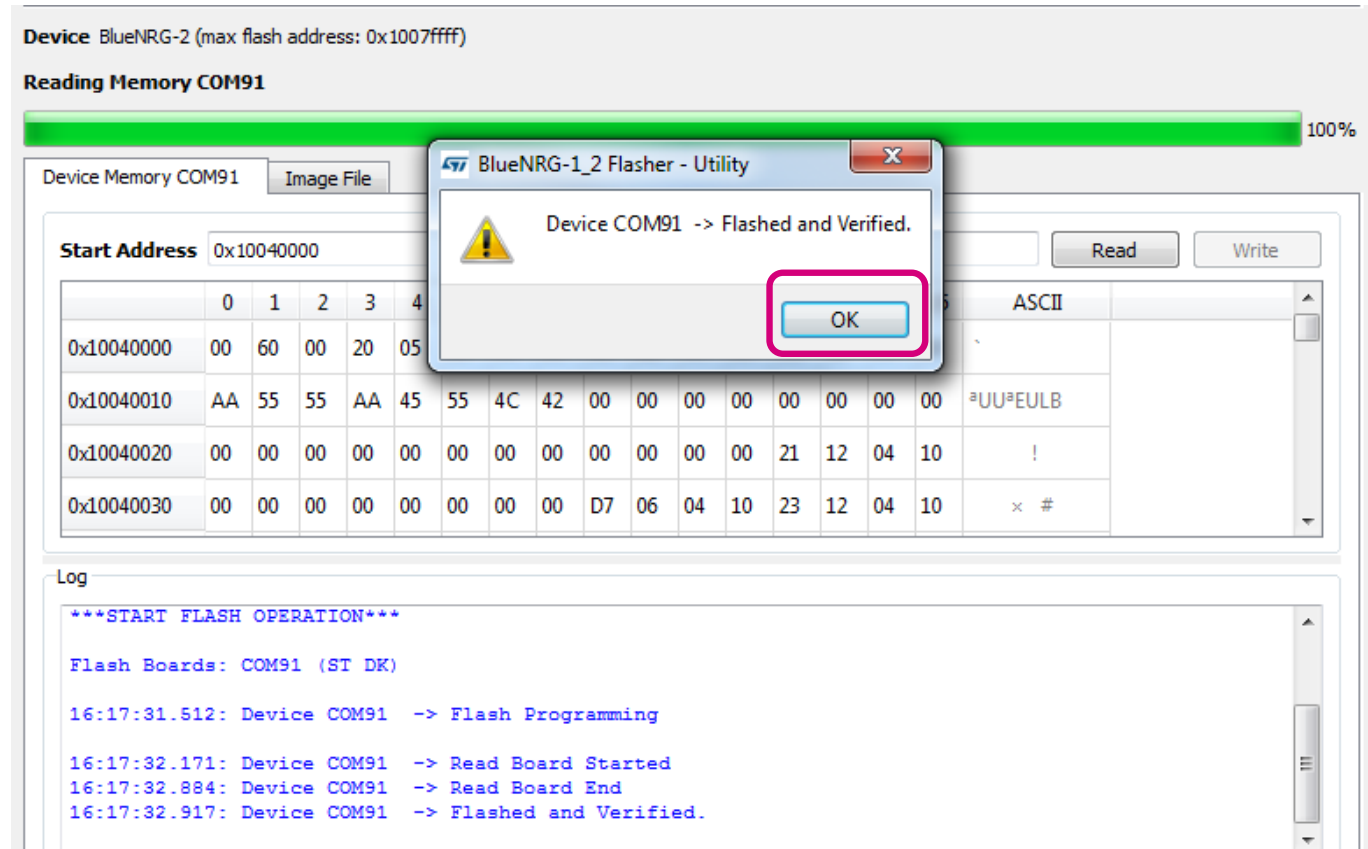 Device BlueNRG-2 (max flash address: 0x1007ffff)
Reading Memory COM91
100%
BlueNRG-1_2 Flasher - Utility
Device COM91 -> Flashed and Verified.
OK
Device Memory COM91 Image File
Start Address 0x10040000 Read Write
0 1 2 3 4 ASCII
0x10040000 00 60 00 20 05 `
0x10040010 AA 55 55 AA 45 55 4C 42 00 00 00 00 00 00 00 00 ªUUªEULB
0x10040020 00 00 00 00 00 00 00 00 00 00 00 00 21 12 04 10 !
0x10040030 00 00 00 00 00 00 00 00 D7 06 04 10 23 12 04 10 × #
Log
***START FLASH OPERATION***
Flash Boards: COM91 (ST DK)
16:17:31.512: Device COM91 -> Flash Programming
16:17:32.171: Device COM91 -> Read Board Started
16:17:32.884: Device COM91 -> Read Board End
16:17:32.917: Device COM91 -> Flashed and Verified.